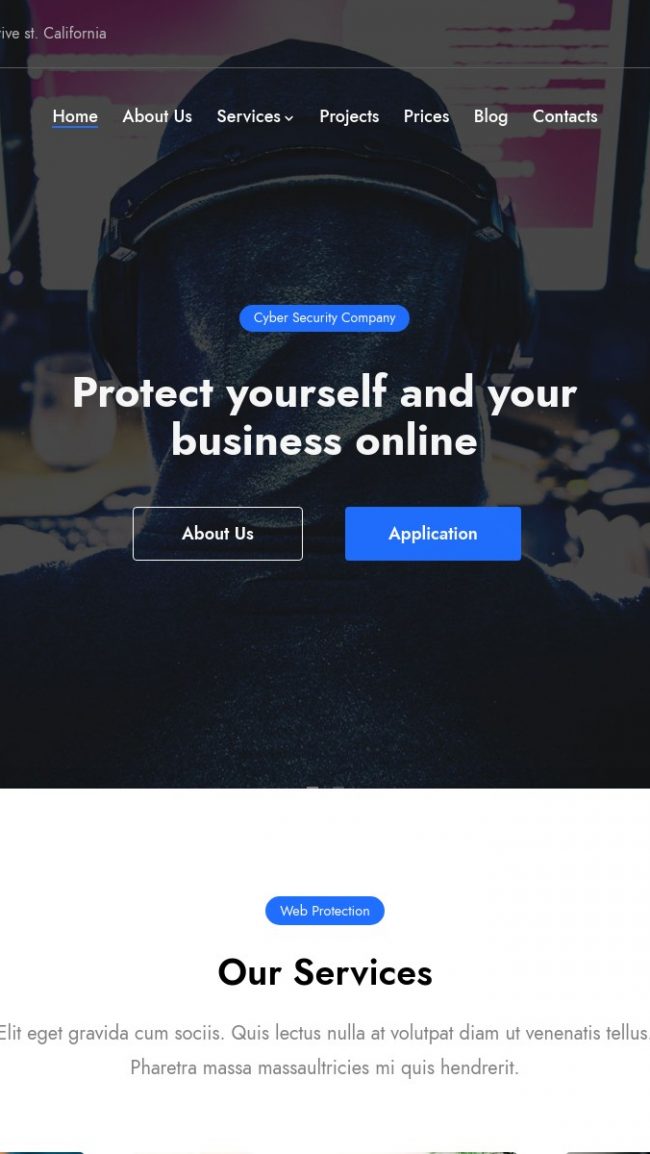 st. California
Home About Us Services Projects Prices Blog Contacts
Cyber Security Company
Protect yourself and your
business online
About Us Application
Web Protection
Our Services
Elit eget gravida cum sociis. Quis lectus nulla at volutpat diam ut venenatis tellus.
Pharetra massa massaultricies mi quis hendrerit.